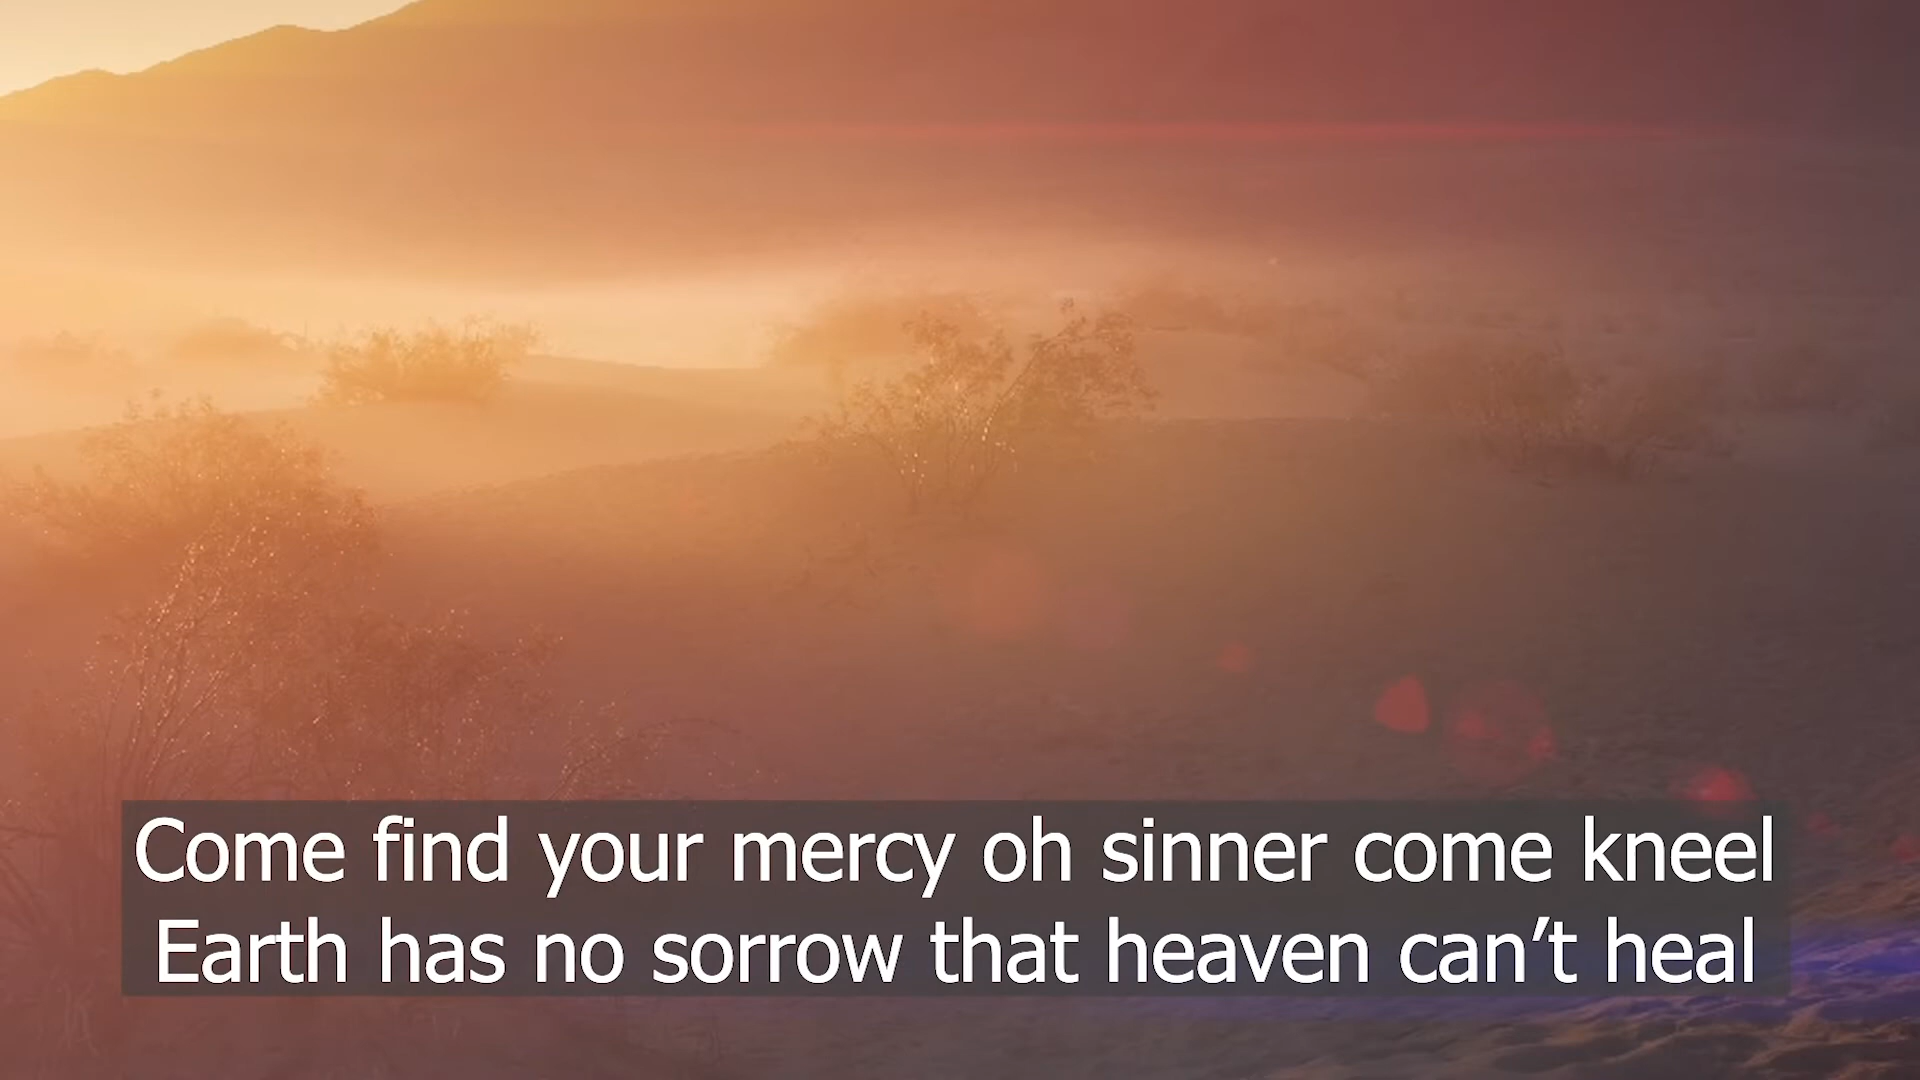 Come find your mercy oh sinner come kneel
Earth has no sorrow that heaven can’t heal